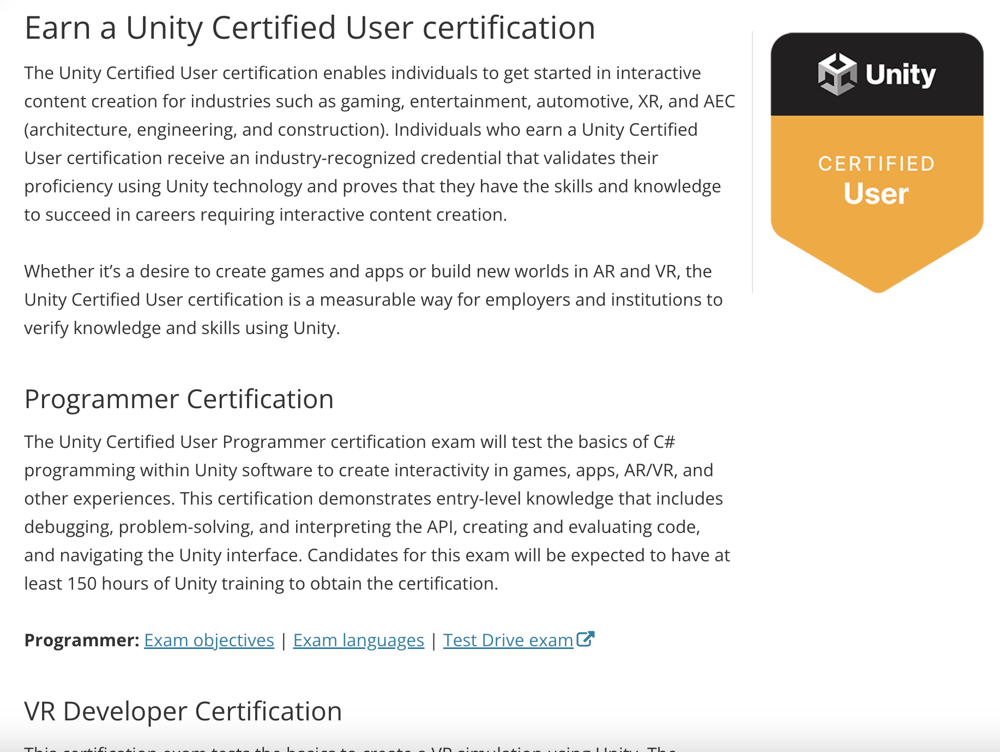 Earn a Unity Certified User certification
The Unity Certified User certification enables individuals to get started in interactive
content creation for industries such as gaming, entertainment, automotive, XR, and AEC
(architecture, engineering, and construction). Individuals who earn a Unity Certified
User certification receive an industry-recognized credential that validates their
proficiency using Unity technology and proves that they have the skills and knowledge
to succeed in careers requiring interactive content creation.
Whether it’s a desire to create games and apps or build new worlds in AR and VR, the
Unity Certified User certification is a measurable way for employers and institutions to
verify knowledge and skills using Unity.
Unity
CERTIFIED
User
Programmer Certification
The Unity Certified User Programmer certification exam will test the basics of C#
programming within Unity software to create interactivity in games, apps, AR/VR, and
other experiences. This certification demonstrates entry-level knowledge that includes
debugging, problem-solving, and interpreting the API, creating and evaluating code,
and navigating the Unity interface. Candidates for this exam will be expected to have at
least 150 hours of Unity training to obtain the certification.
Programmer: Exam objectives | Exam languages | Test Drive exam
VR Developer Certification
This certification exam tests the basics to create a VR simulation using Unity. The